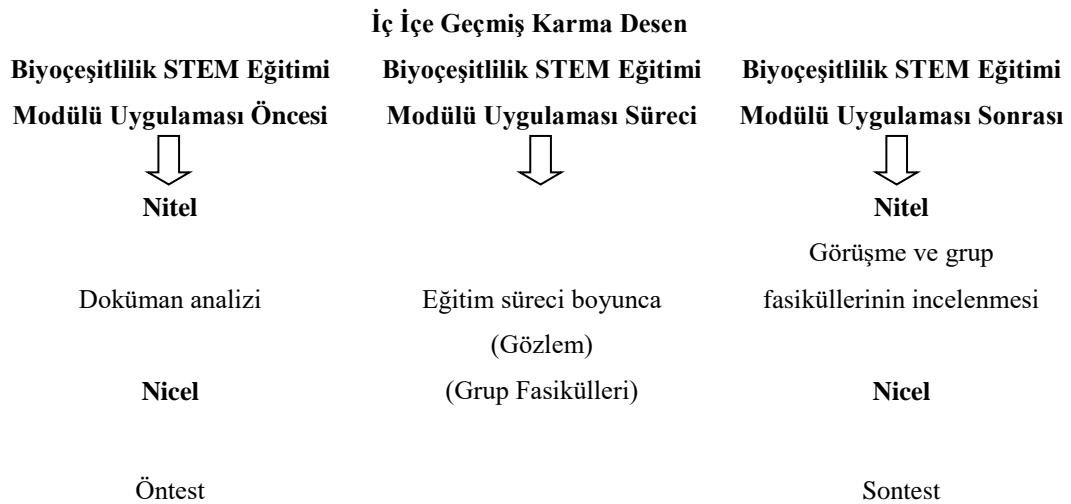 İç İçe Geçmiş Karma Desen
Biyoçeşitlilik STEM Eğitimi
Modülü Uygulaması Öncesi
Nitel
Doküman analizi
Nicel
Öntest
Biyoçeşitlilik STEM Eğitimi
Modülü Uygulaması Süreci
Eğitim süreci boyunca
(Gözlem)
(Grup Fasikülleri)
Biyoçeşitlilik STEM Eğitimi
Modülü Uygulaması Sonrası
Nitel
Görüşme ve grup
fasiküllerinin incelenmesi
Nicel
Sontest